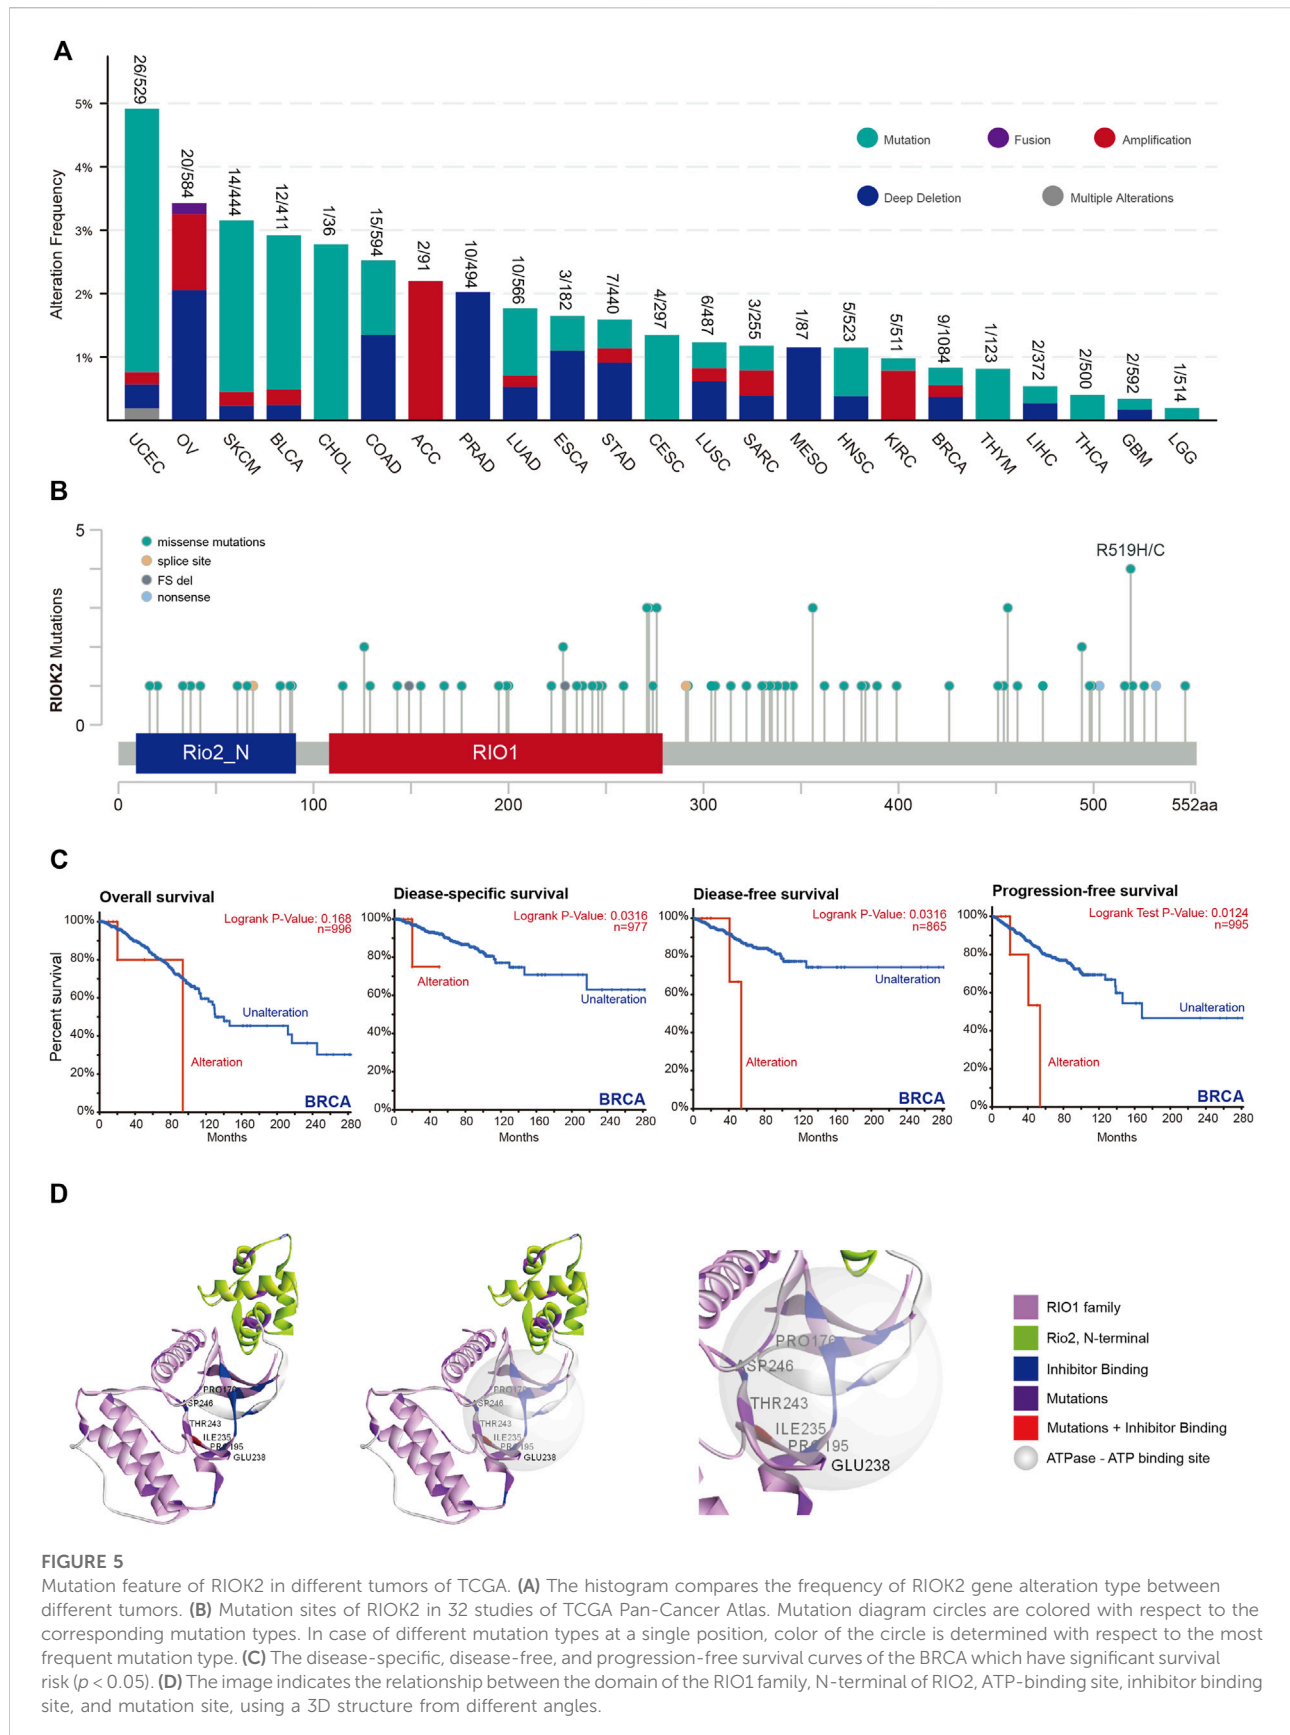 A
Alteration Frequency
5%
4%
3%
2%
1%
26/529
20/584
14/444
12/411
1/36
15/594
2/91
10/494
10/566
3/182
7/440
4/297
6/487
3/255
1/87
5/523
5/511
9/1084
1/123
2/372
2/500
2/592
1/514
Mutation
Fusion
Amplification
Deep Deletion
Multiple Alterations
UCEC
OV
SKCM
BLCA
CHOL
COAD
ACC
PRAD
LUAD
ESCA
STAD
CESC
LUSC
SARC
MESO
HNSC
KIRC
BRCA
THYM
LIHC
THCA
GBM
LGG
B
RIOK2 Mutations
5
0
missense mutations
splice site
FS del
nonsense
R519H/C
Rio2_N
RIO1
0 100 200 300 400 500 552aa
C
Overall survival
Percent survival
100%
80%
60%
40%
20%
0%
Logrank P-Value: 0.168
n=996
Unalteration
Alteration
BRCA
0 40 80 120 160 200 240 280
Months
Diease-specific survival
100%
80%
60%
40%
20%
0%
Logrank P-Value: 0.0316
n=977
Alteration
Unalteration
BRCA
0 40 80 120 160 200 240 280
Months
Diease-free survival
100%
80%
60%
40%
20%
0%
Logrank P-Value: 0.0316
n=865
Unalteration
Alteration
BRCA
0 40 80 120 160 200 240 280
Months
Progression-free survival
100%
80%
60%
40%
20%
0%
Logrank Test P-Value: 0.0124
n=995
Unalteration
Alteration
BRCA
0 40 80 120 160 200 240 280
Months
D
PRO176
ASP246
THR243
ILE235
PRO195
GLU238
PRO176
ASP246
THR243
ILE235
PRO195
GLU238
PRO176
ASP246
THR243
ILE235
PRO195
GLU238
RIO1 family
Rio2, N-terminal
Inhibitor Binding
Mutations
Mutations + Inhibitor Binding
ATPase - ATP binding site
FIGURE 5
Mutation feature of RIOK2 in different tumors of TCGA. (A) The histogram compares the frequency of RIOK2 gene alteration type between
different tumors. (B) Mutation sites of RIOK2 in 32 studies of TCGA Pan-Cancer Atlas. Mutation diagram circles are colored with respect to the
corresponding mutation types. In case of different mutation types at a single position, color of the circle is determined with respect to the most
frequent mutation type. (C) The disease-specific, disease-free, and progression-free survival curves of the BRCA which have significant survival
risk (p < 0.05). (D) The image indicates the relationship between the domain of the RIO1 family, N-terminal of RIO2, ATP-binding site, inhibitor binding
site, and mutation site, using a 3D structure from different angles.